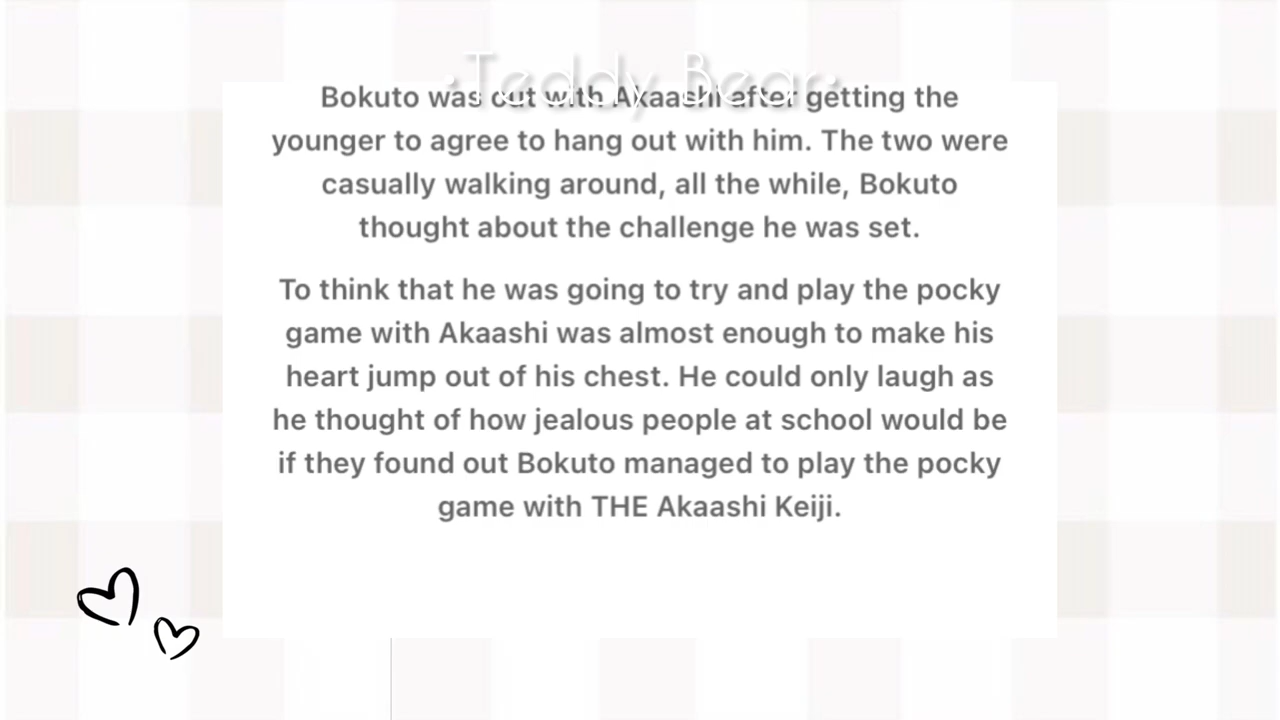 ·Teddy Bear·
Bokuto was out with Akaashi after getting the
younger to agree to hang out with him. The two were
casually walking around, all the while, Bokuto
thought about the challenge he was set.
To think that he was going to try and play the pocky
game with Akaashi was almost enough to make his
heart jump out of his chest. He could only laugh as
he thought of how jealous people at school would be
if they found out Bokuto managed to play the pocky
game with THE Akaashi Keiji.